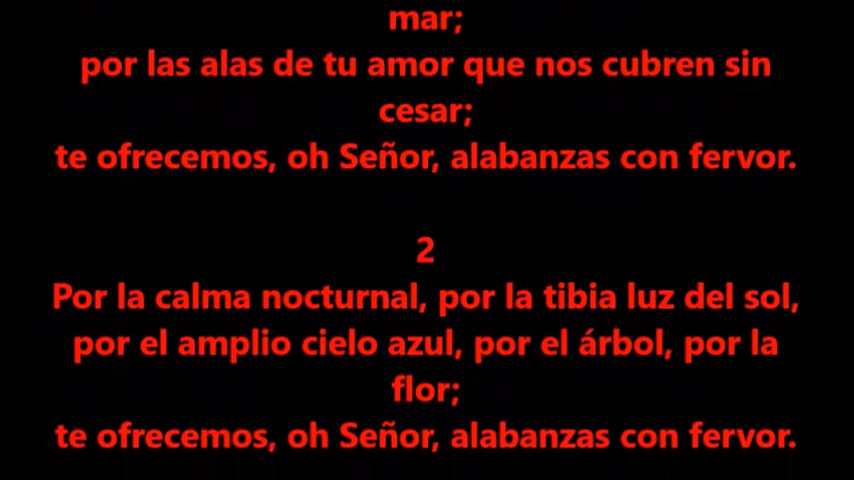 mar;
por las alas de tu amor que nos cubren sin
cesar;
te ofrecemos, oh Señor, alabanzas con fervor.
2
Por la calma nocturnal, por la tibia luz del sol,
por el amplio cielo azul, por el árbol, por la
flor;
te ofrecemos, oh Señor, alabanzas con fervor.